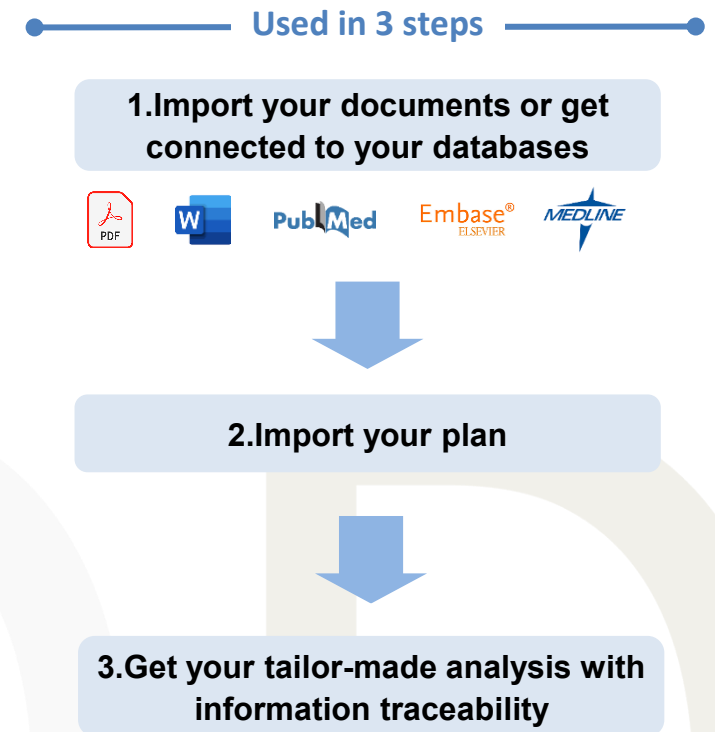 Used in 3 steps
1.Import your documents or get
connected to your databases
PDF
W
PubMed
Embase®
ELSEVIER
MEDLINE
2.Import your plan
3.Get your tailor-made analysis with
information traceability